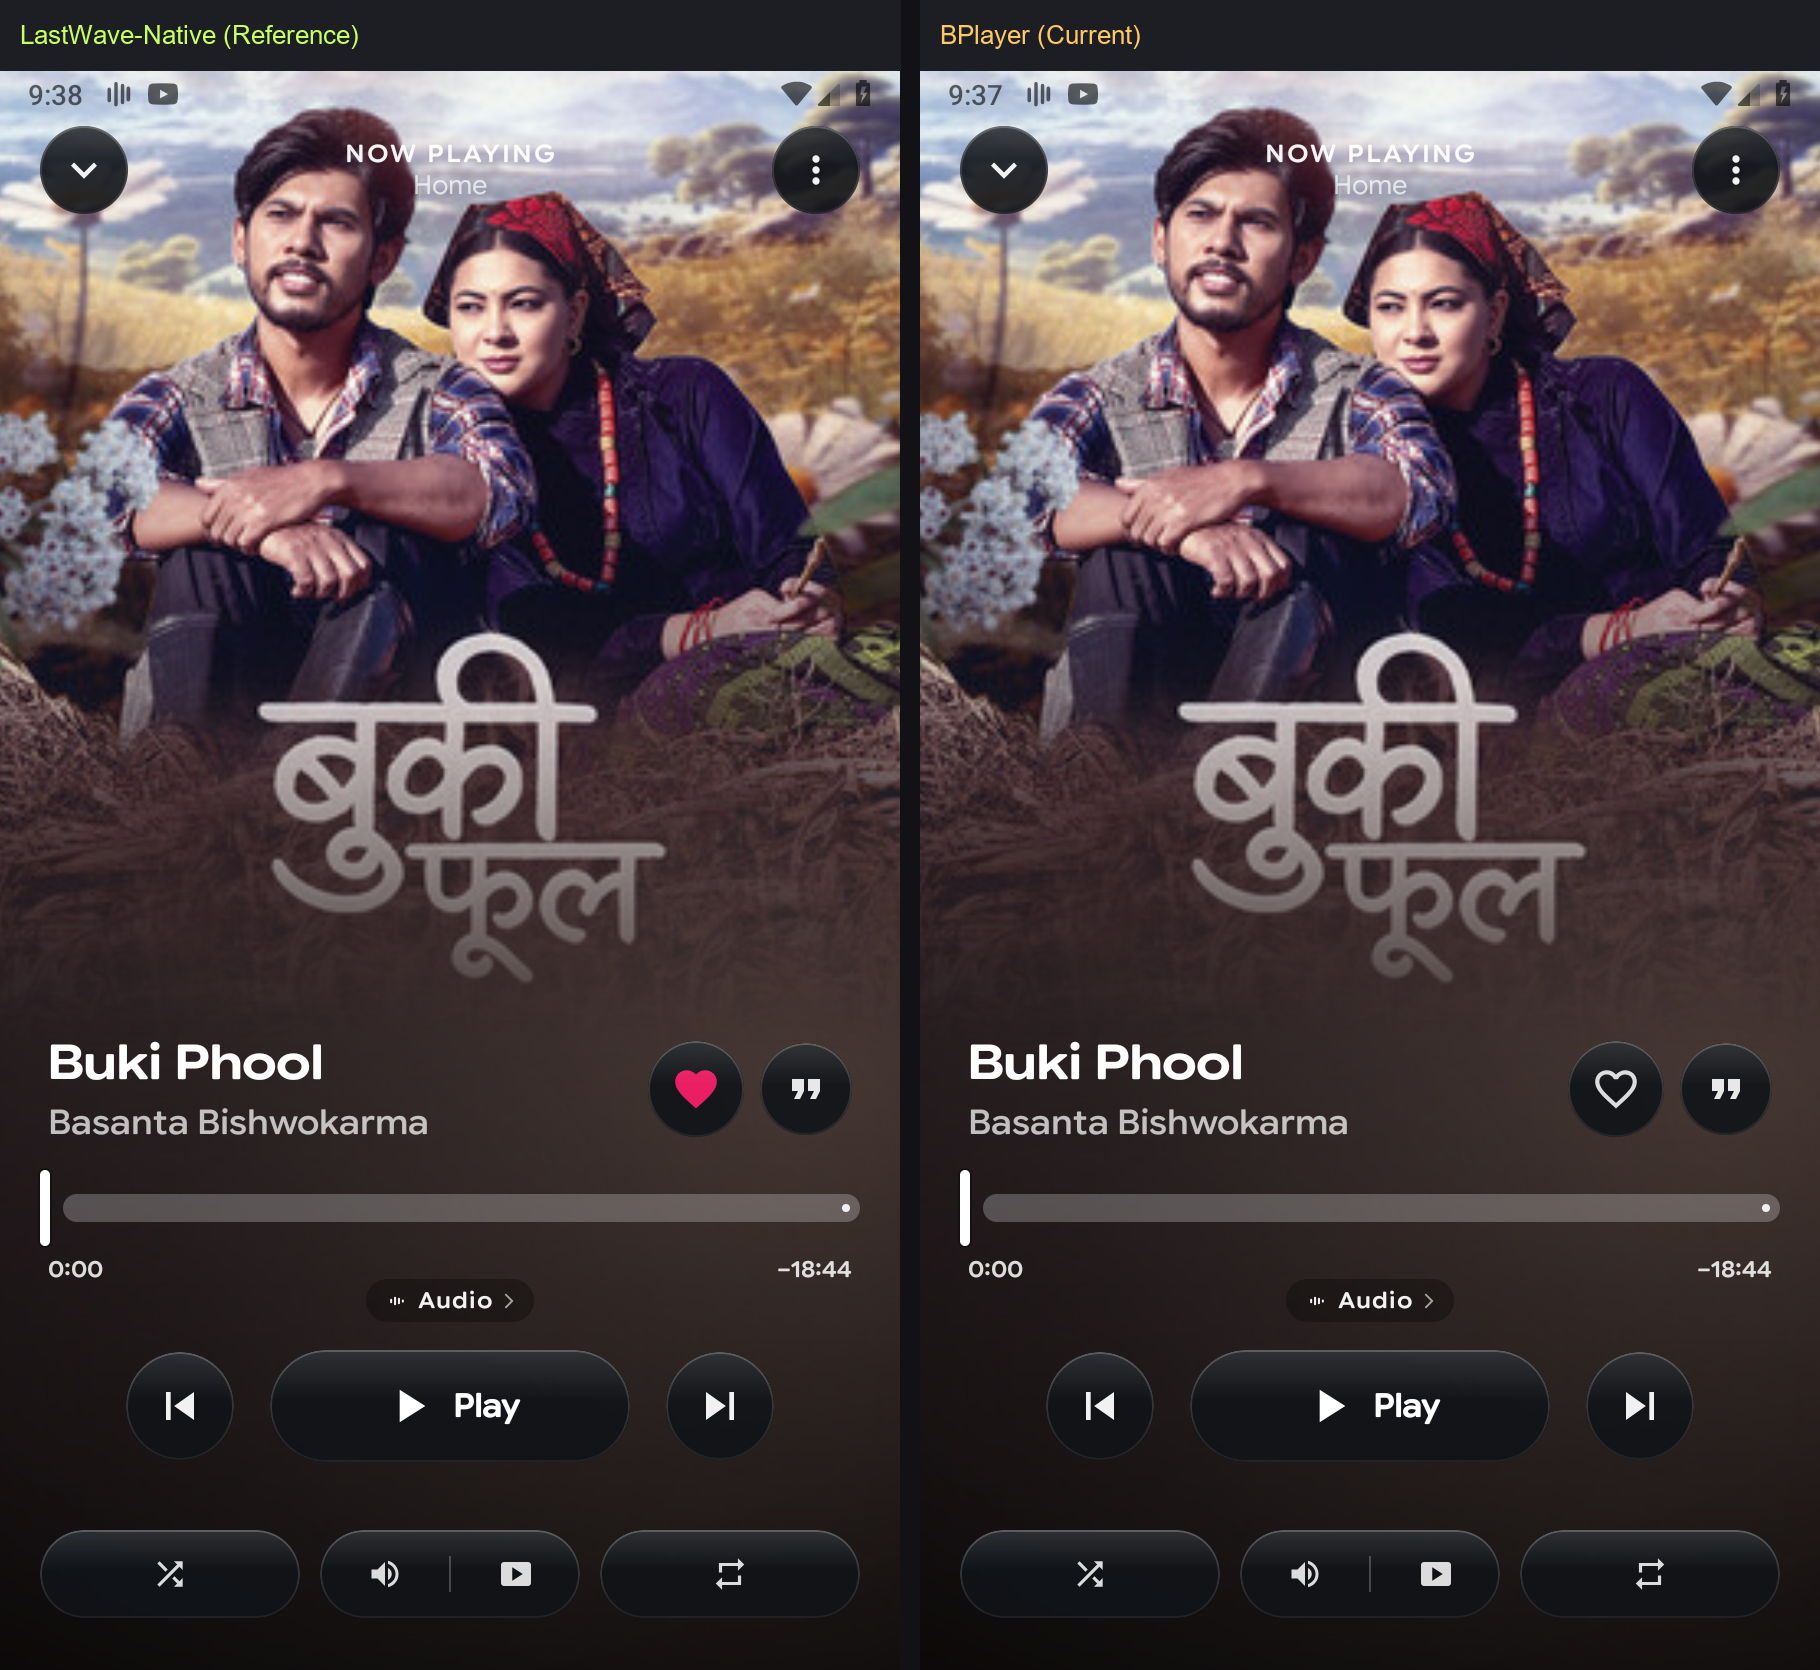 LastWave-Native (Reference)
9:38
NOW PLAYING
Home
बुकी
फूल
Buki Phool
Basanta Bishwokarma
0:00
−18:44
Audio
Play
BPlayer (Current)
9:37
NOW PLAYING
Home
बुकी
फूल
Buki Phool
Basanta Bishwokarma
0:00
−18:44
Audio
Play